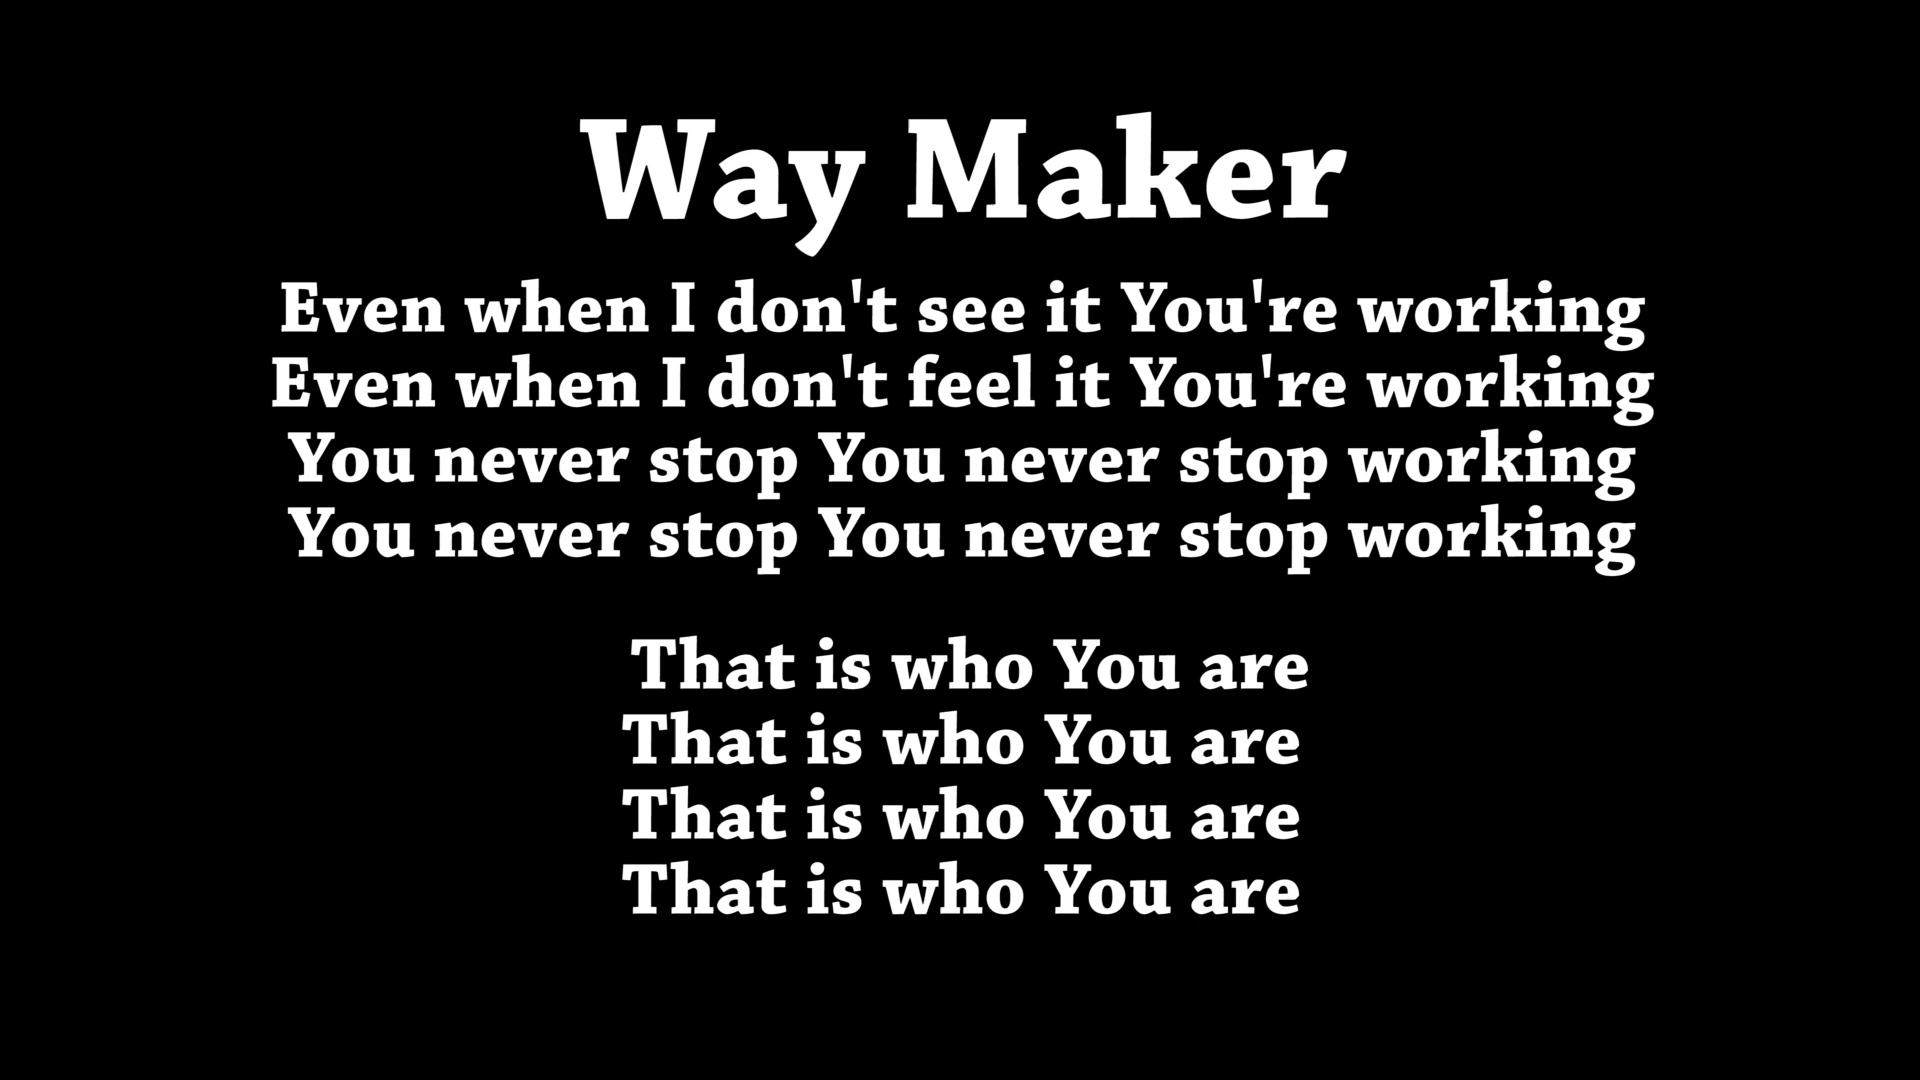 Way Maker
Even when I don't see it You're working
Even when I don't feel it You're working
You never stop You never stop working
You never stop You never stop working
That is who You are
That is who You are
That is who You are
That is who You are